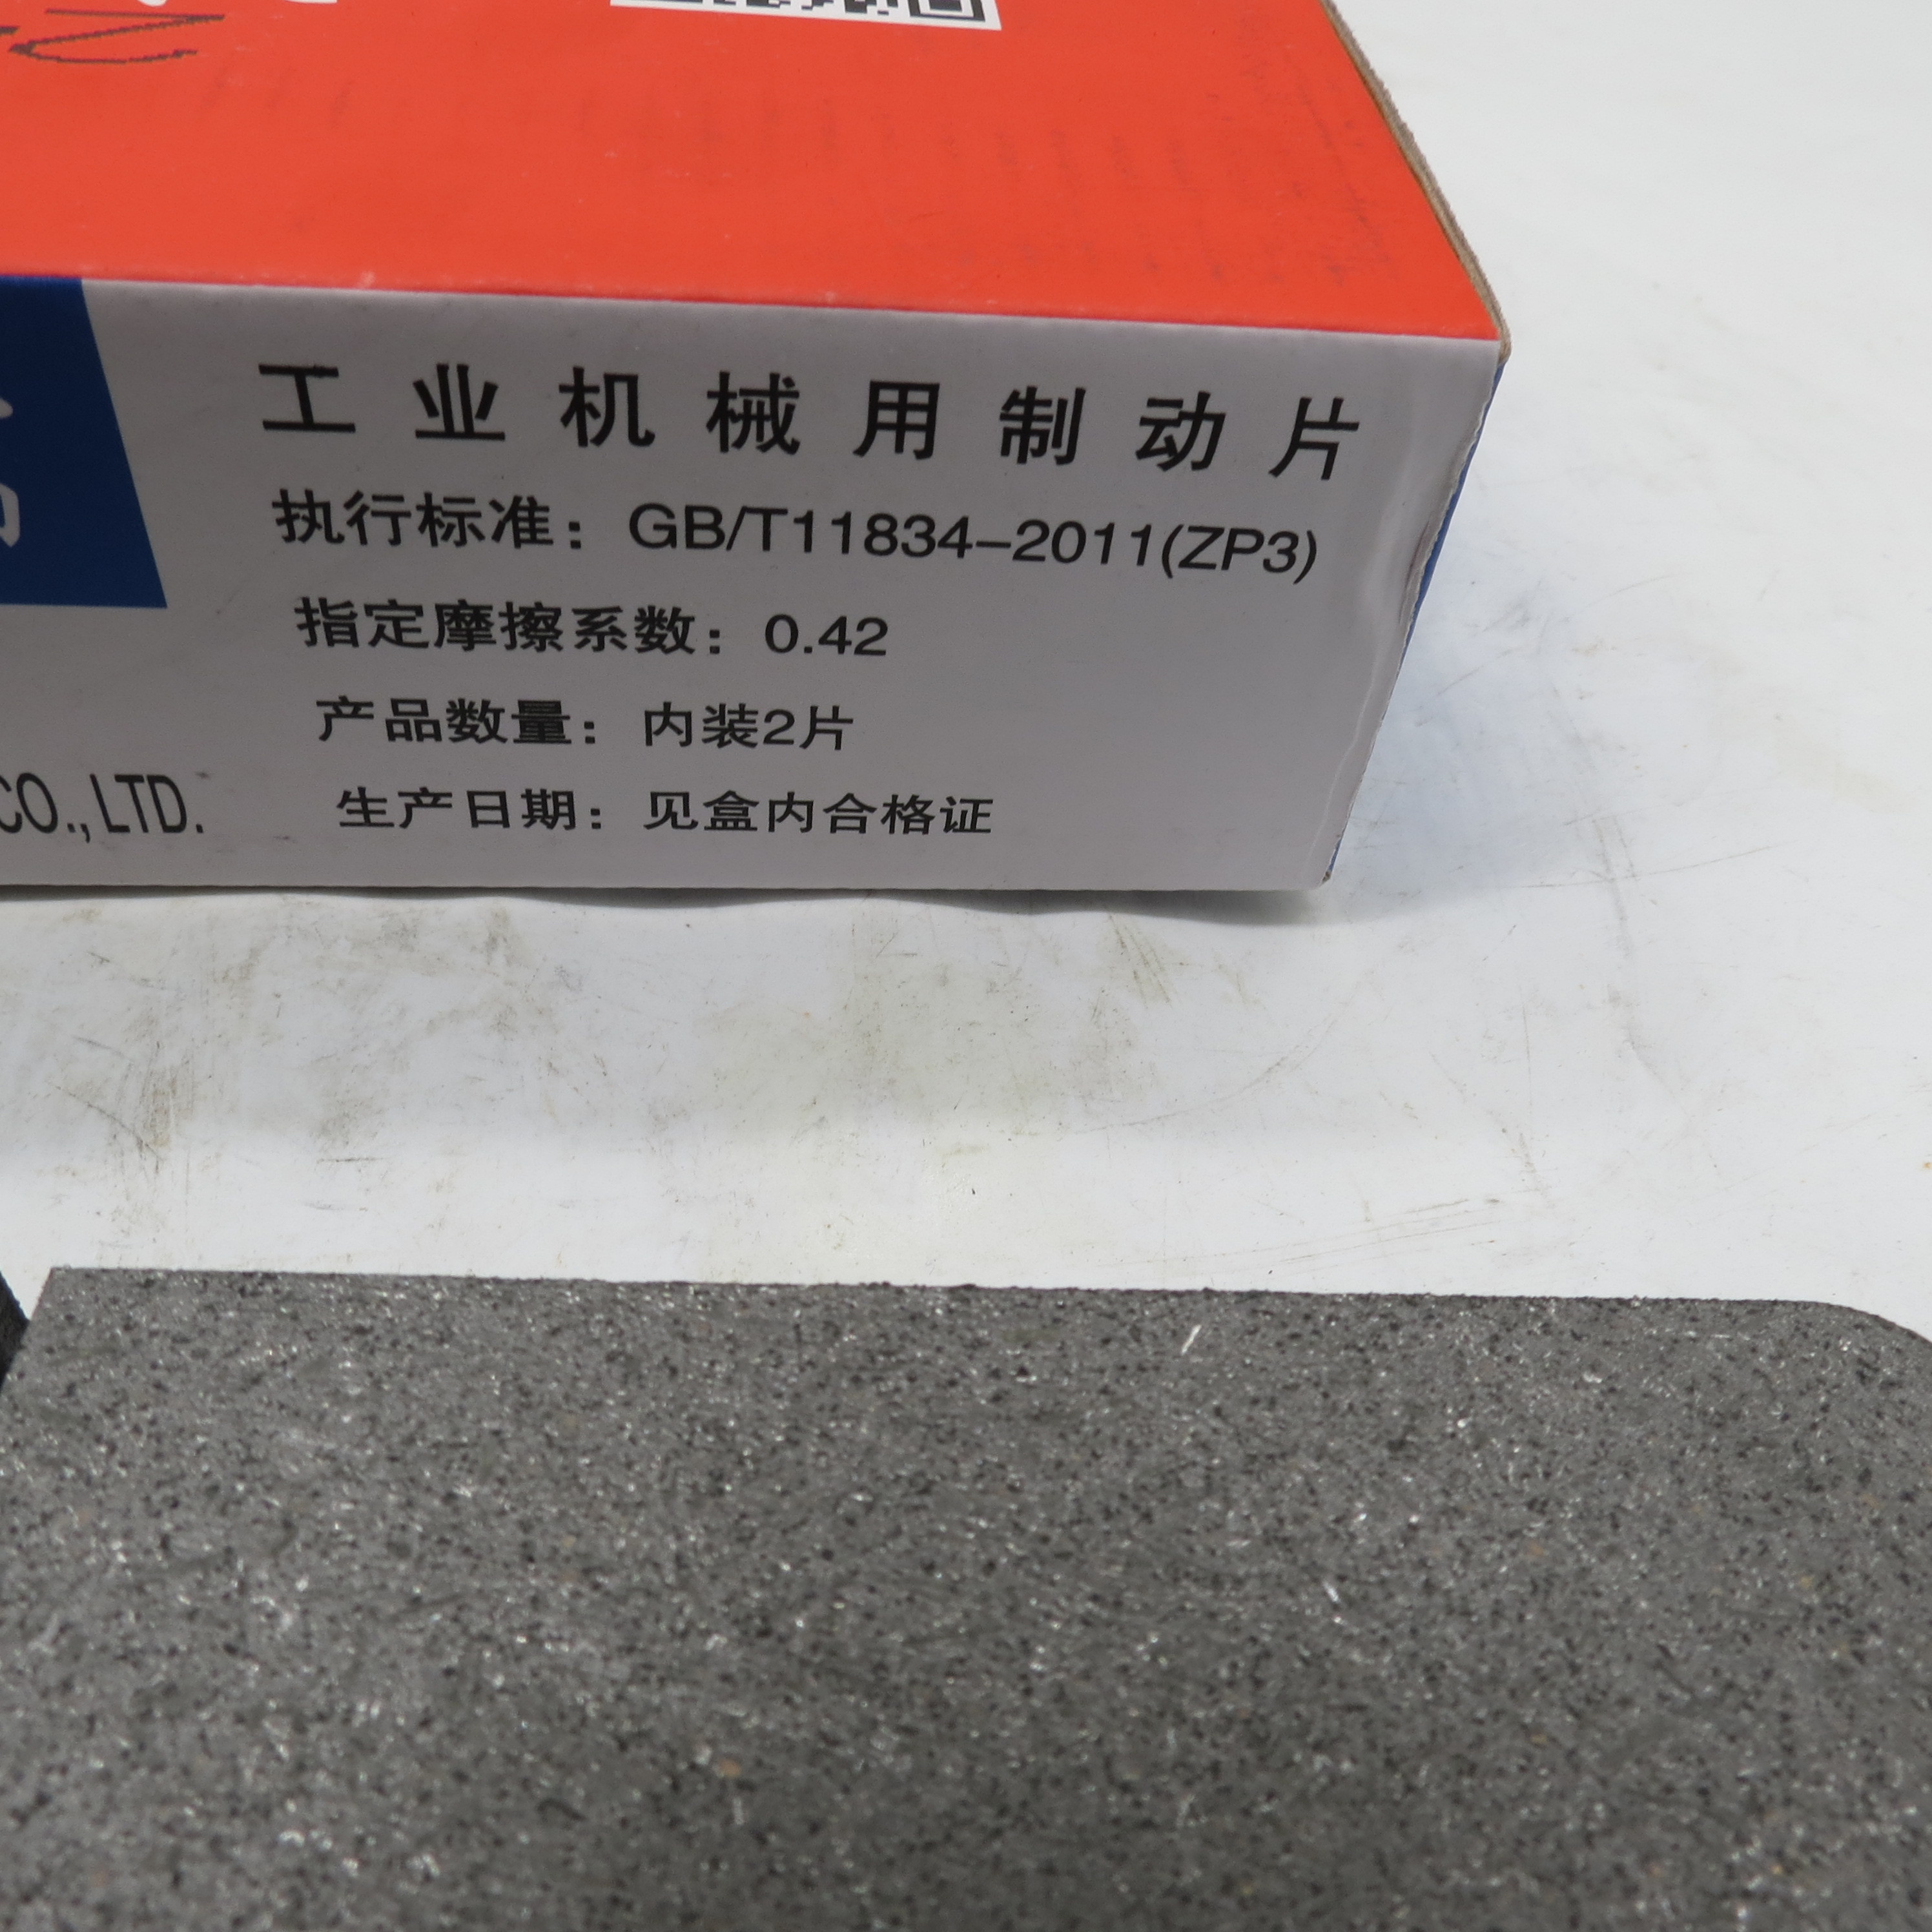 工业机械用制动片
执行标准：GB/T11834-2011(ZP3)
指定摩擦系数：0.42
产品数量：内装2片
生产日期：见盒内合格证
CO.,LTD.